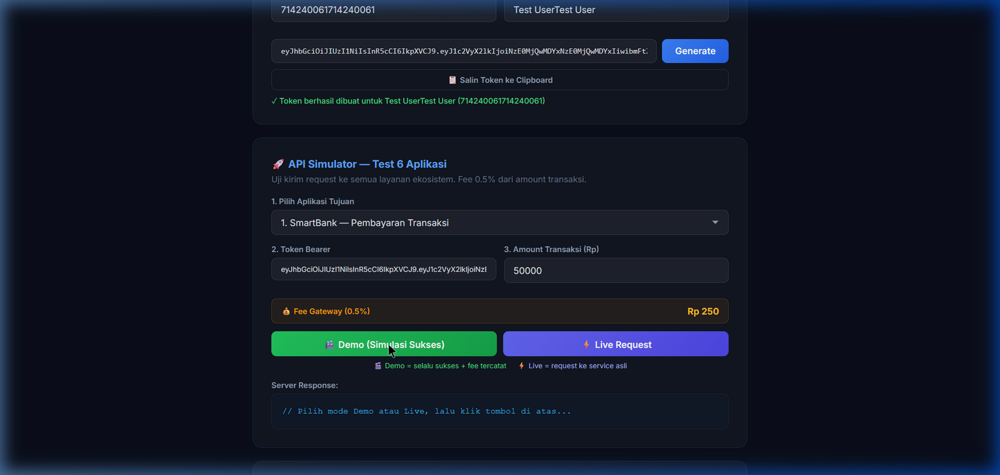 714240061714240061
Test UserTest User
eyJhbGciOiJIUzI1NiIsInR5cCI6IkpXVCJ9.eyJ1c2VyX2lkIjoiNzE0MjQwMDYxNzE0MjQwMDYxIiwibmFt
Generate
📋 Salin Token ke Clipboard
✓ Token berhasil dibuat untuk Test UserTest User (714240061714240061)
🚀 API Simulator — Test 6 Aplikasi
Uji kirim request ke semua layanan ekosistem. Fee 0.5% dari amount transaksi.
1. Pilih Aplikasi Tujuan
1. SmartBank — Pembayaran Transaksi
2. Token Bearer
3. Amount Transaksi (Rp)
eyJhbGciOiJIUzI1NiIsInR5cCI6IkpXVCJ9.eyJ1c2VyX2lkIjoiNzE
50000
💰 Fee Gateway (0.5%)
Rp 250
🎬 Demo (Simulasi Sukses)
⚡ Live Request
🎬 Demo = selalu sukses + fee tercatat
⚡ Live = request ke service asli
Server Response:
// Pilih mode Demo atau Live, lalu klik tombol di atas...